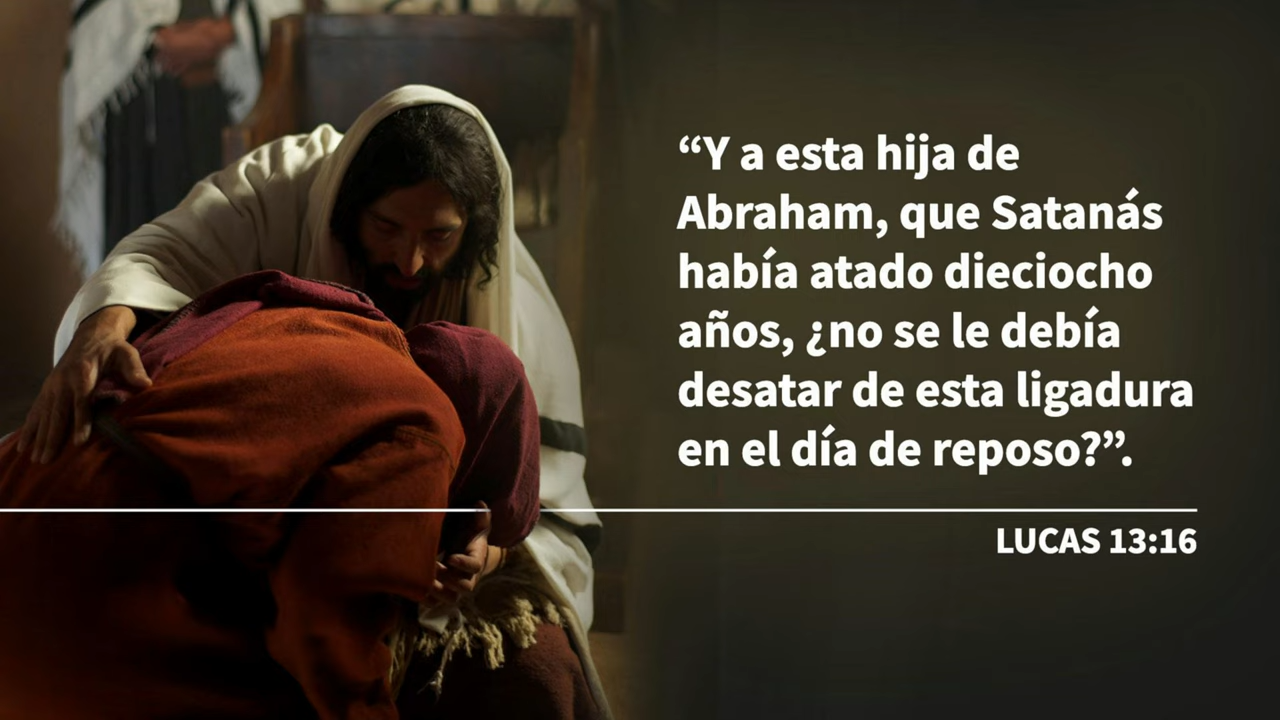 “Y a esta hija de
Abraham, que Satanás
había atado dieciocho
años, ¿no se le debía
desatar de esta ligadura
en el día de reposo?”.
LUCAS 13:16